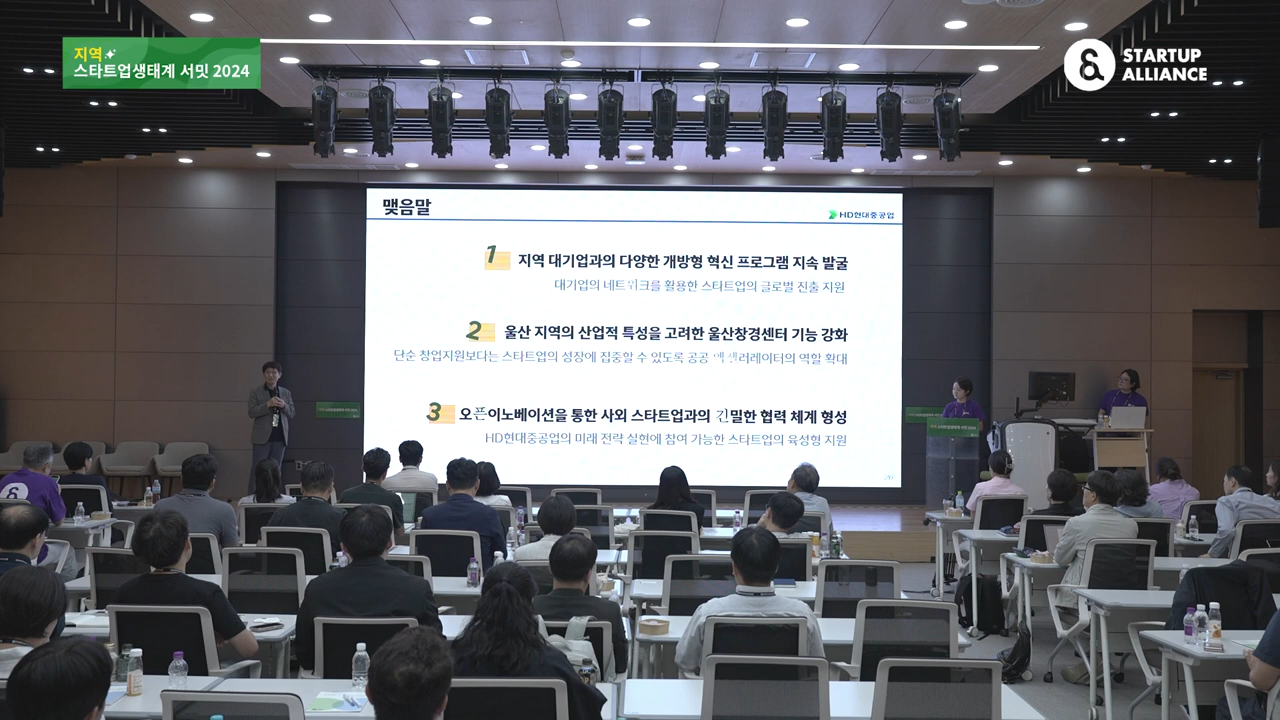 지역
스타트업생태계 서밋 2024
&
STARTUP
ALLIANCE
맺음말
HD현대중공업
1 지역 대기업과의 다양한 개방형 혁신 프로그램 지속 발굴
대기업의 네트워크를 활용한 스타트업의 글로벌 진출 지원
2 울산 지역의 산업적 특성을 고려한 울산창경센터 기능 강화
단순 창업지원보다는 스타트업의 성장에 집중할 수 있도록 공공 액셀러레이터의 역할 확대
3 오픈이노베이션을 통한 사외 스타트업과의 긴밀한 협력 체계 형성
HD현대중공업의 미래 전략 실현에 참여 가능한 스타트업의 육성형 지원